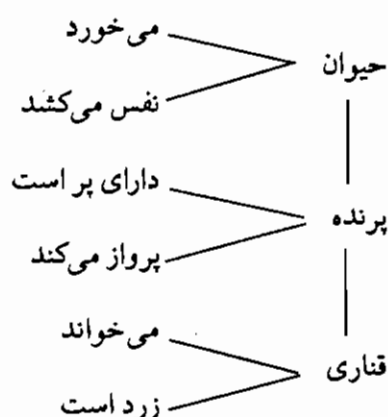 می‌خورد
حیوان
نفس می‌کشد
دارای پر است
پرنده
پرواز می‌کند
می‌خواند
قناری
زرد است